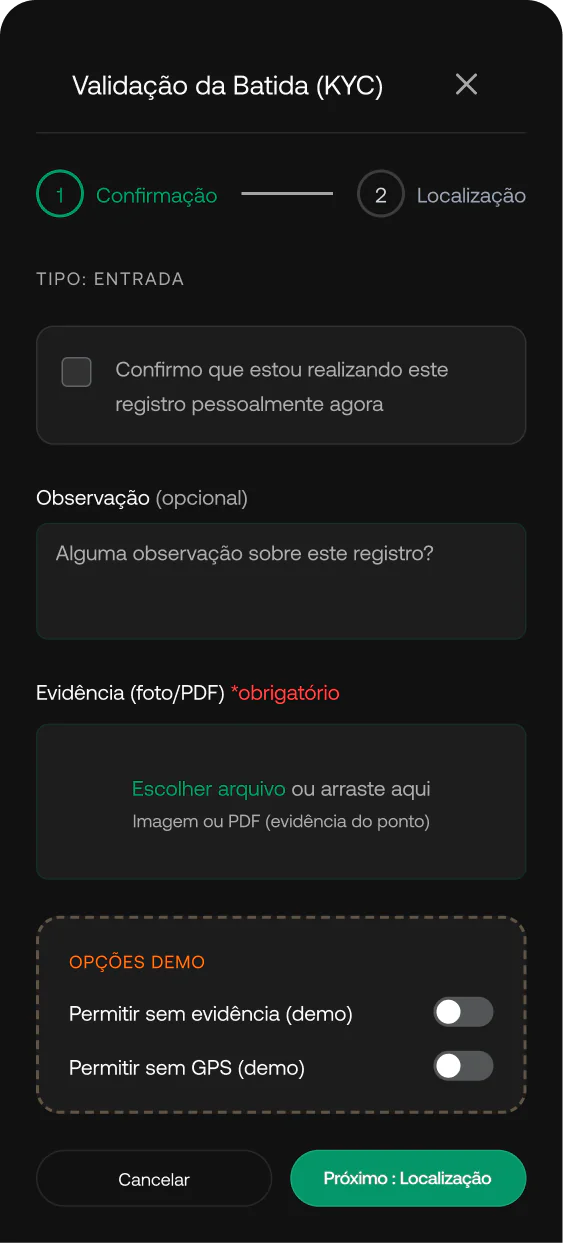 Validação da Batida (KYC)
1 Confirmação
2 Localização
TIPO: ENTRADA
Confirmo que estou realizando este
registro pessoalmente agora
Observação (opcional)
Alguma observação sobre este registro?
Evidência (foto/PDF) *obrigatório
Escolher arquivo ou arraste aqui
Imagem ou PDF (evidência do ponto)
OPÇÕES DEMO
Permitir sem evidência (demo)
Permitir sem GPS (demo)
Cancelar
Próximo : Localização